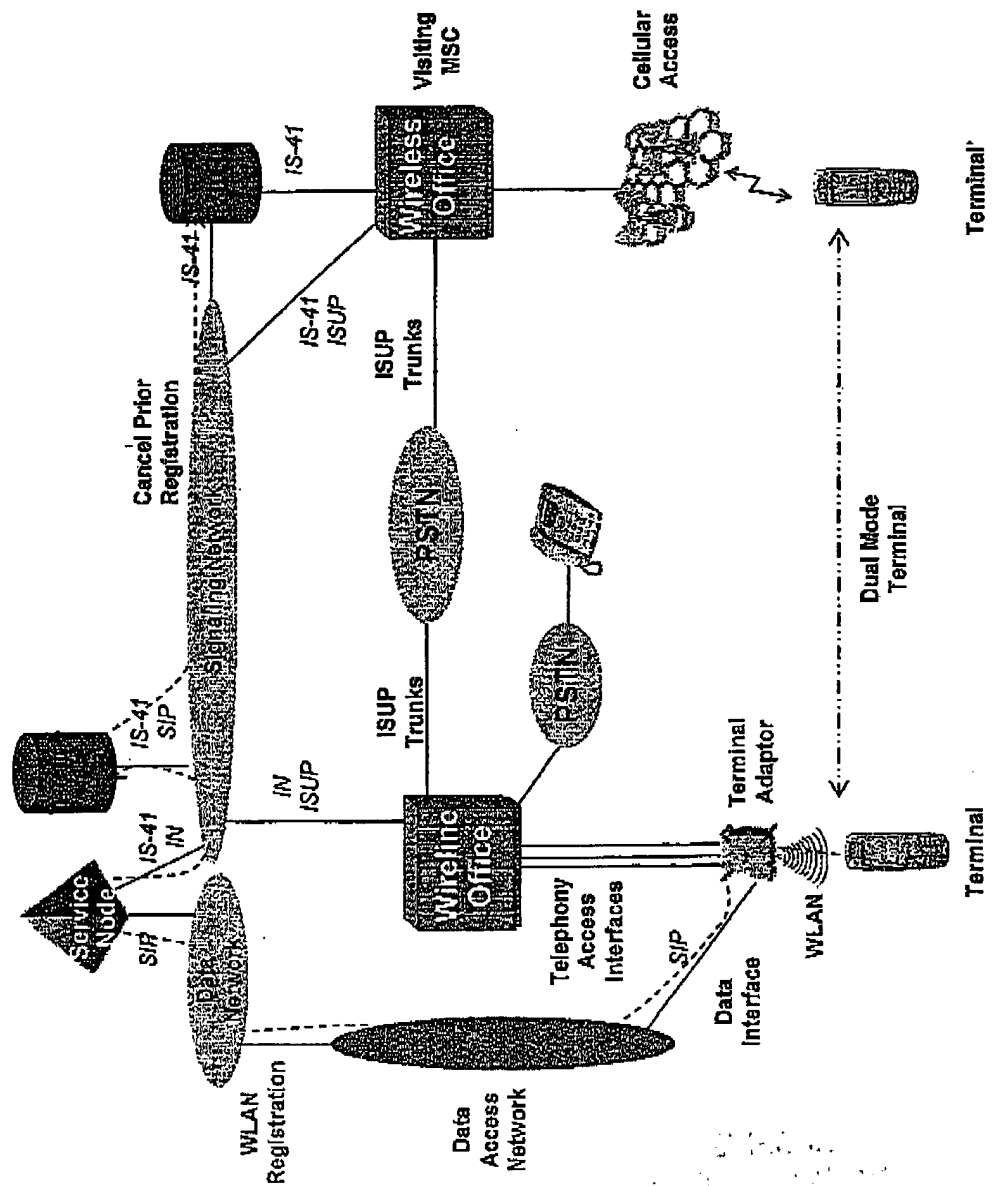 Service
Node
SIP
IS-41
IN
IS-41
SIP
Cancel Prior
Registration
IS-41
IS-41
Data
Network
Signaling Network
WLAN
Registration
IN
ISUP
IS-41
ISUP
Wireline
Office
ISUP
Trunks
PSTN
ISUP
Trunks
Wireless
Office
Visiting
MSC
Data
Access
Network
Telephony
Access
Interfaces
PSTN
SIP
Data
Interface
Terminal
Adaptor
WLAN
Cellular
Access
Dual Mode
Terminal
Terminal
Terminal'